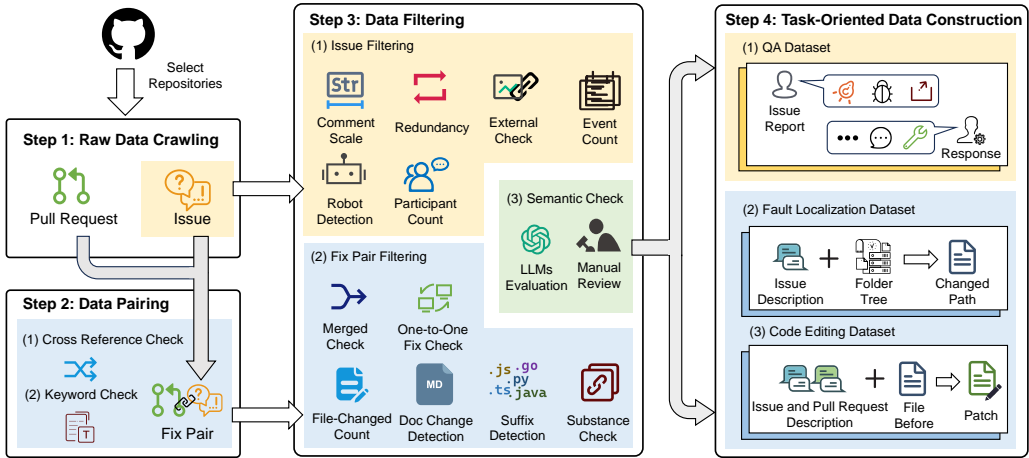 Select
Repositories
Step 1: Raw Data Crawling
Pull Request
Issue
Step 2: Data Pairing
(1) Cross Reference Check
(2) Keyword Check
T
Fix Pair
Step 3: Data Filtering
(1) Issue Filtering
Str
Comment
Scale
Redundancy
External
Check
Event
Count
Robot
Detection
Participant
Count
(3) Semantic Check
LLMs
Evaluation
Manual
Review
(2) Fix Pair Filtering
Merged
Check
One-to-One
Fix Check
File-Changed
Count
MD
Doc Change
Detection
.js .go
.py
.ts .java
Suffix
Detection
Substance
Check
Step 4: Task-Oriented Data Construction
(1) QA Dataset
Issue
Report
Response
(2) Fault Localization Dataset
Issue
Description
Folder
Tree
Changed
Path
(3) Code Editing Dataset
Issue and Pull Request
Description
File
Before
Patch